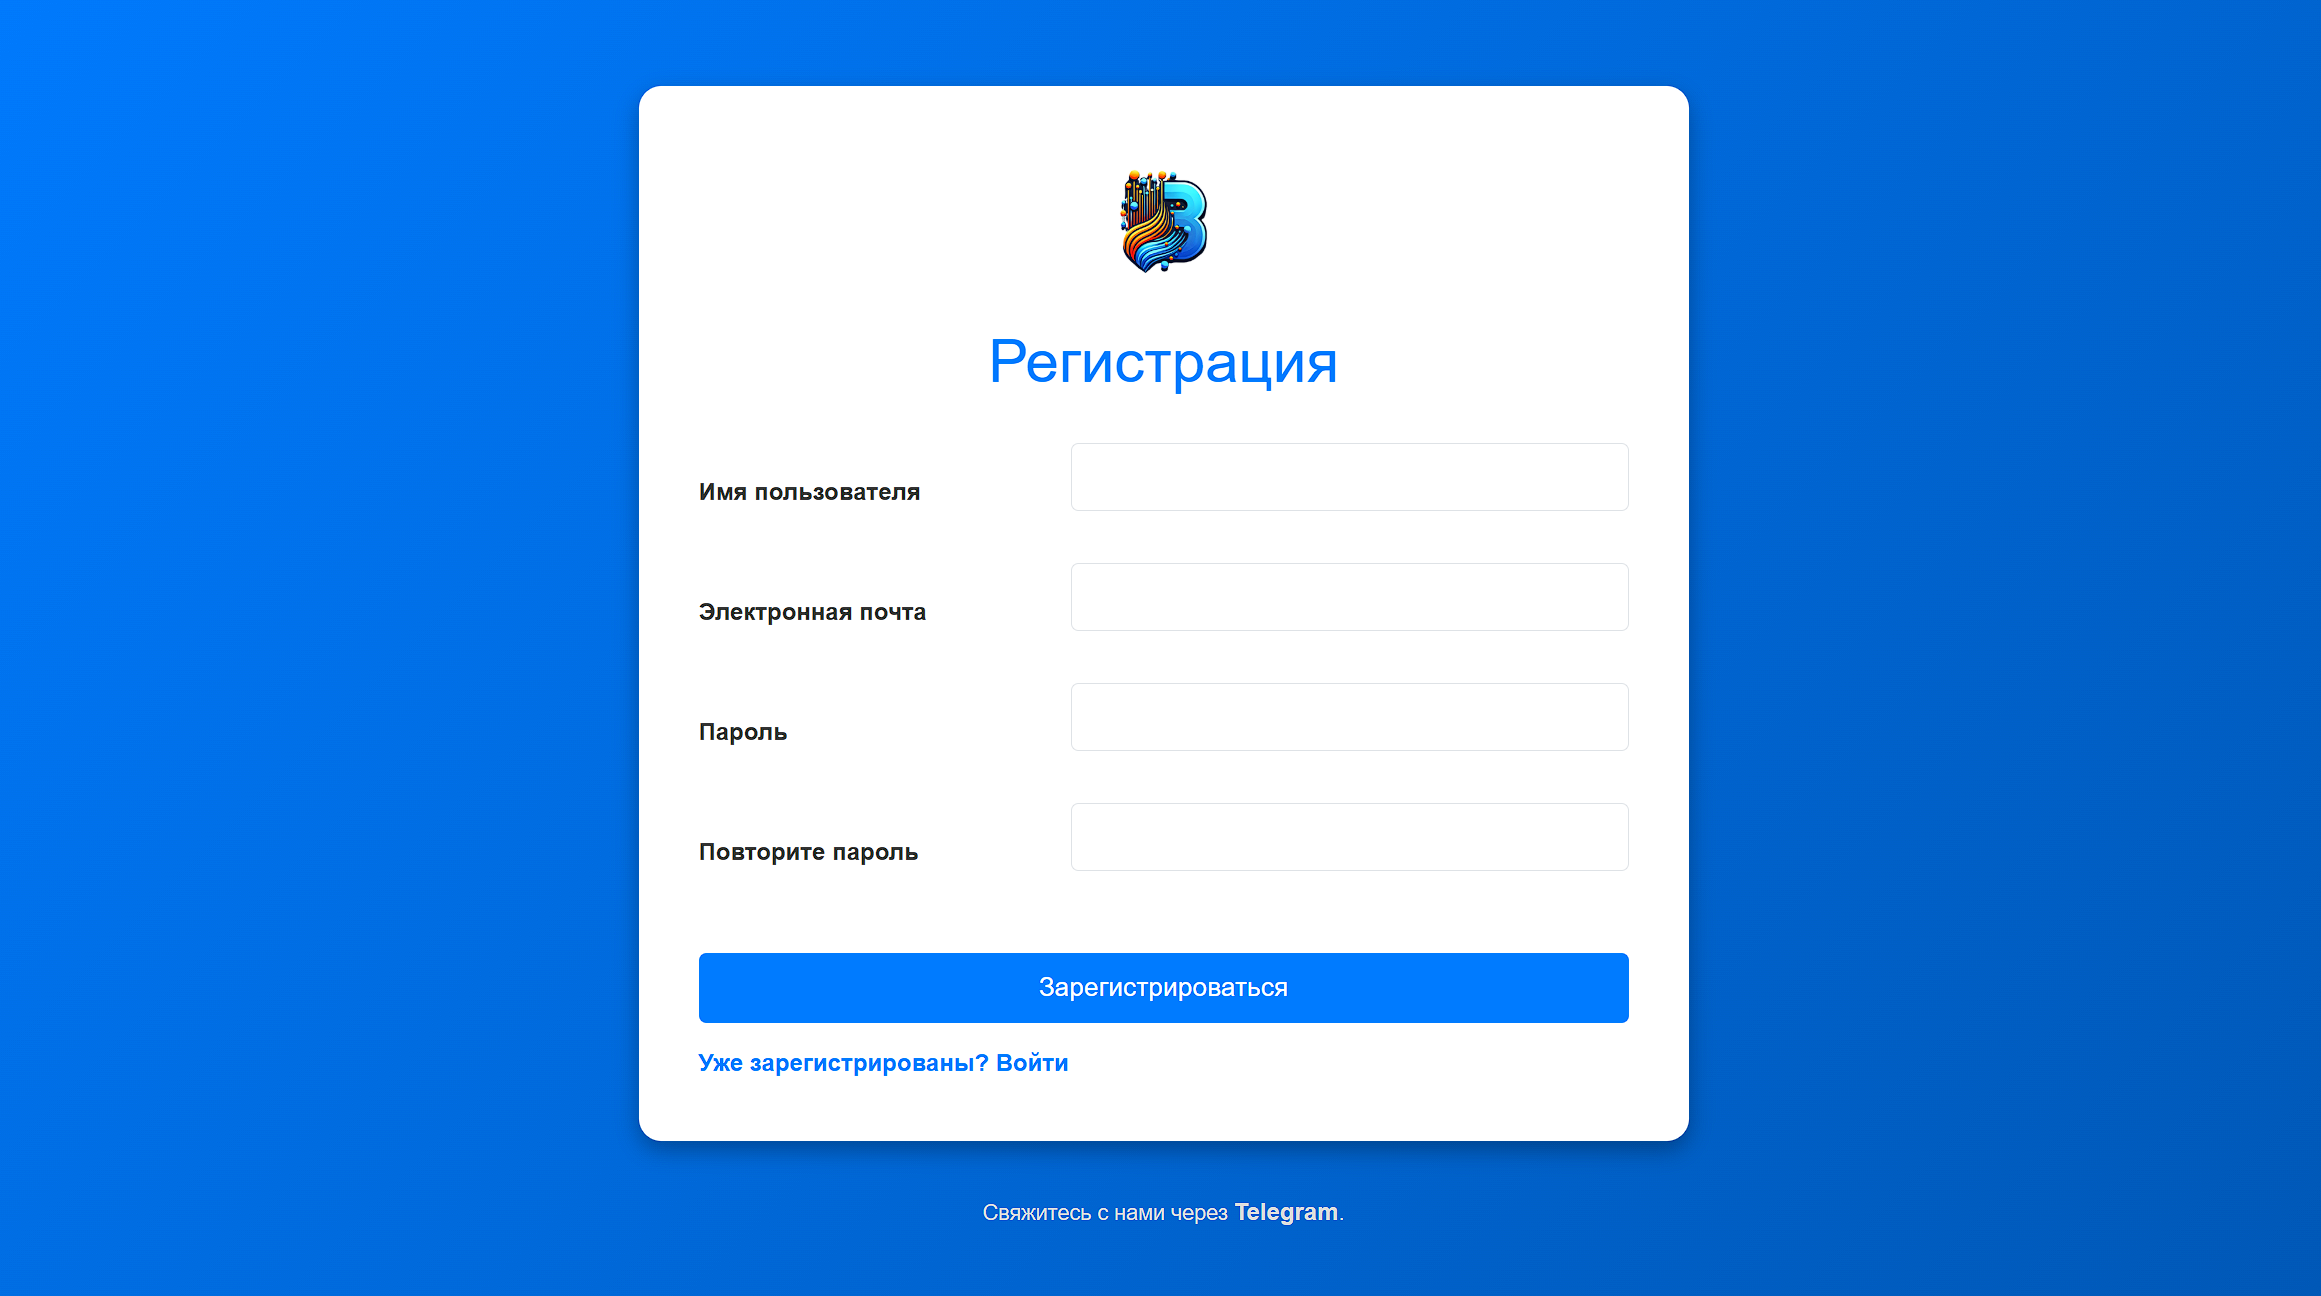 Регистрация
Имя пользователя
Электронная почта
Пароль
Повторите пароль
Зарегистрироваться
Уже зарегистрированы? Войти
Свяжитесь с нами через Telegram.